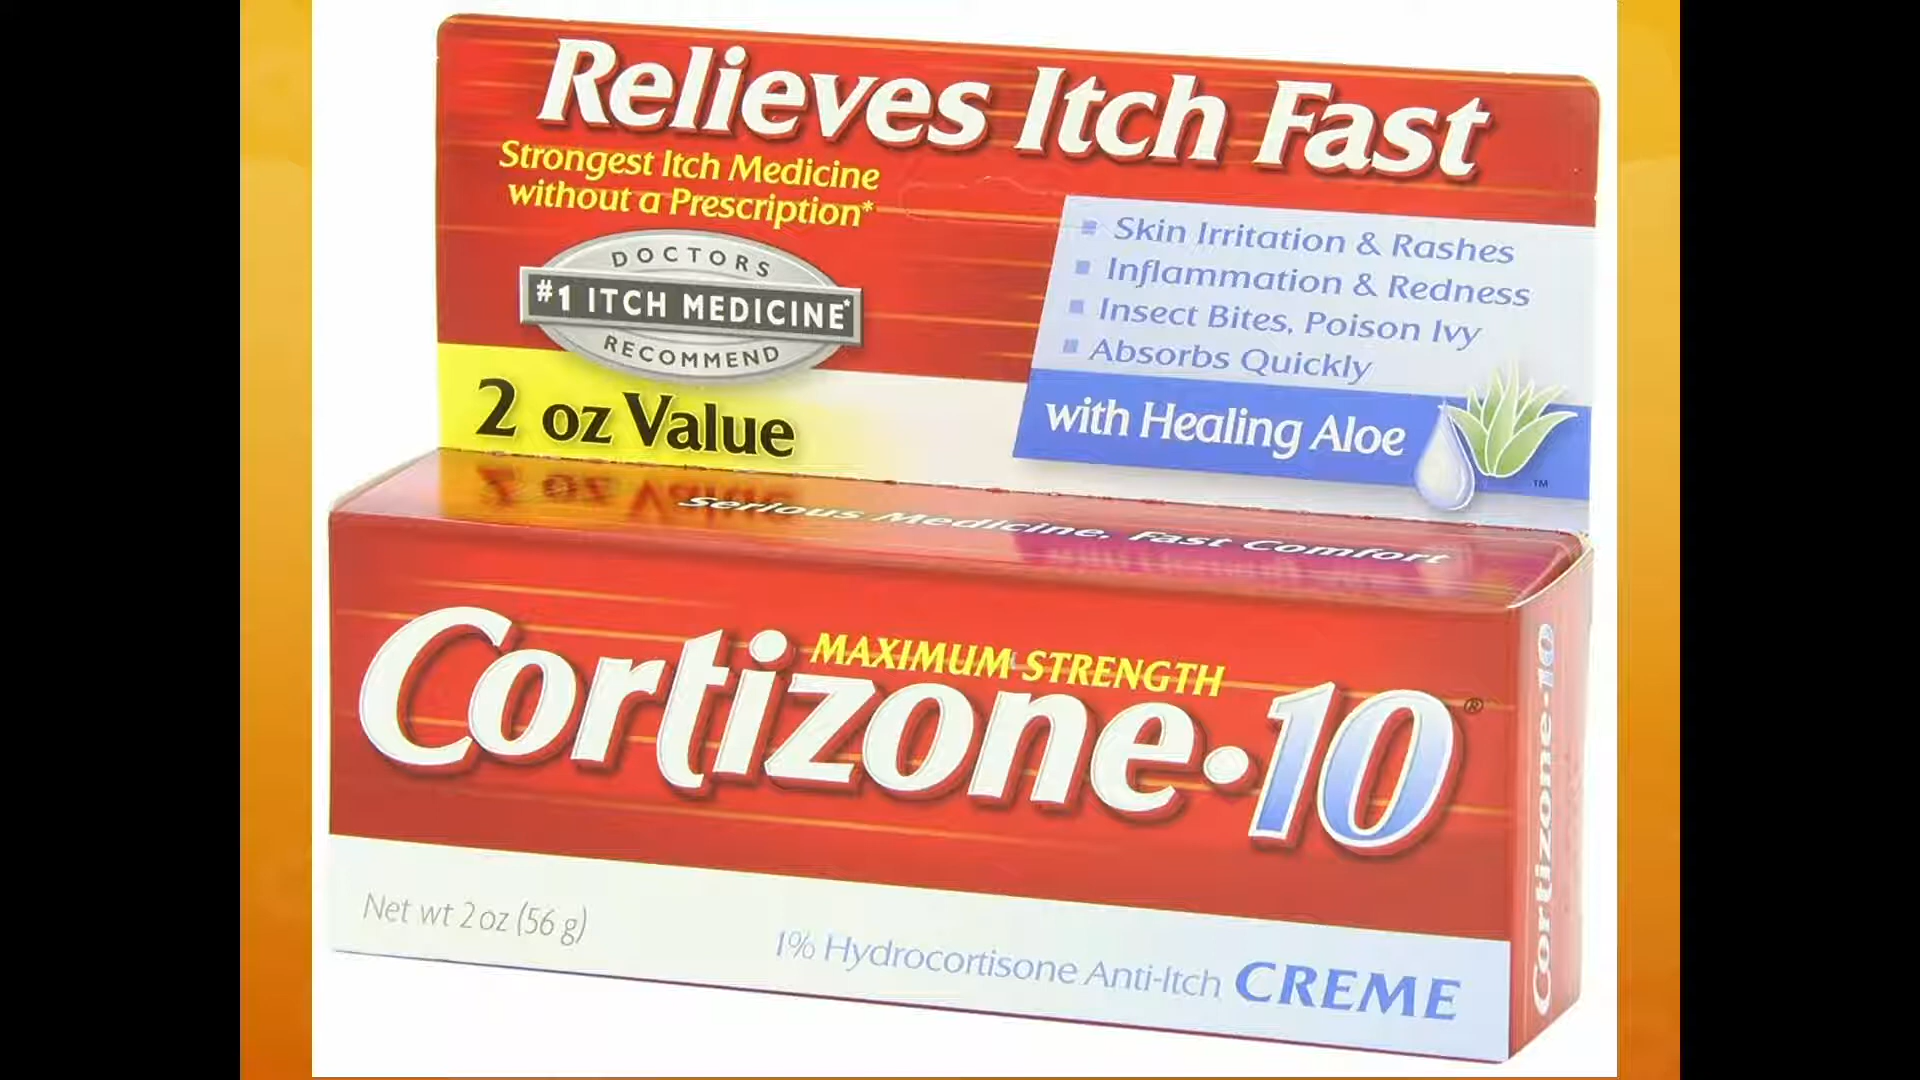 Relieves Itch Fast
Strongest Itch Medicine
without a Prescription*
DOCTORS
#1 ITCH MEDICINE*
RECOMMEND
2 oz Value
Skin Irritation & Rashes
Inflammation & Redness
Insect Bites, Poison Ivy
Absorbs Quickly
with Healing Aloe
TM
Serious Medicine. Fast Comfort
MAXIMUM STRENGTH
Cortizone•10®
Net wt 2 oz (56 g)
1% Hydrocortisone Anti-Itch CREME
Cortizone•10